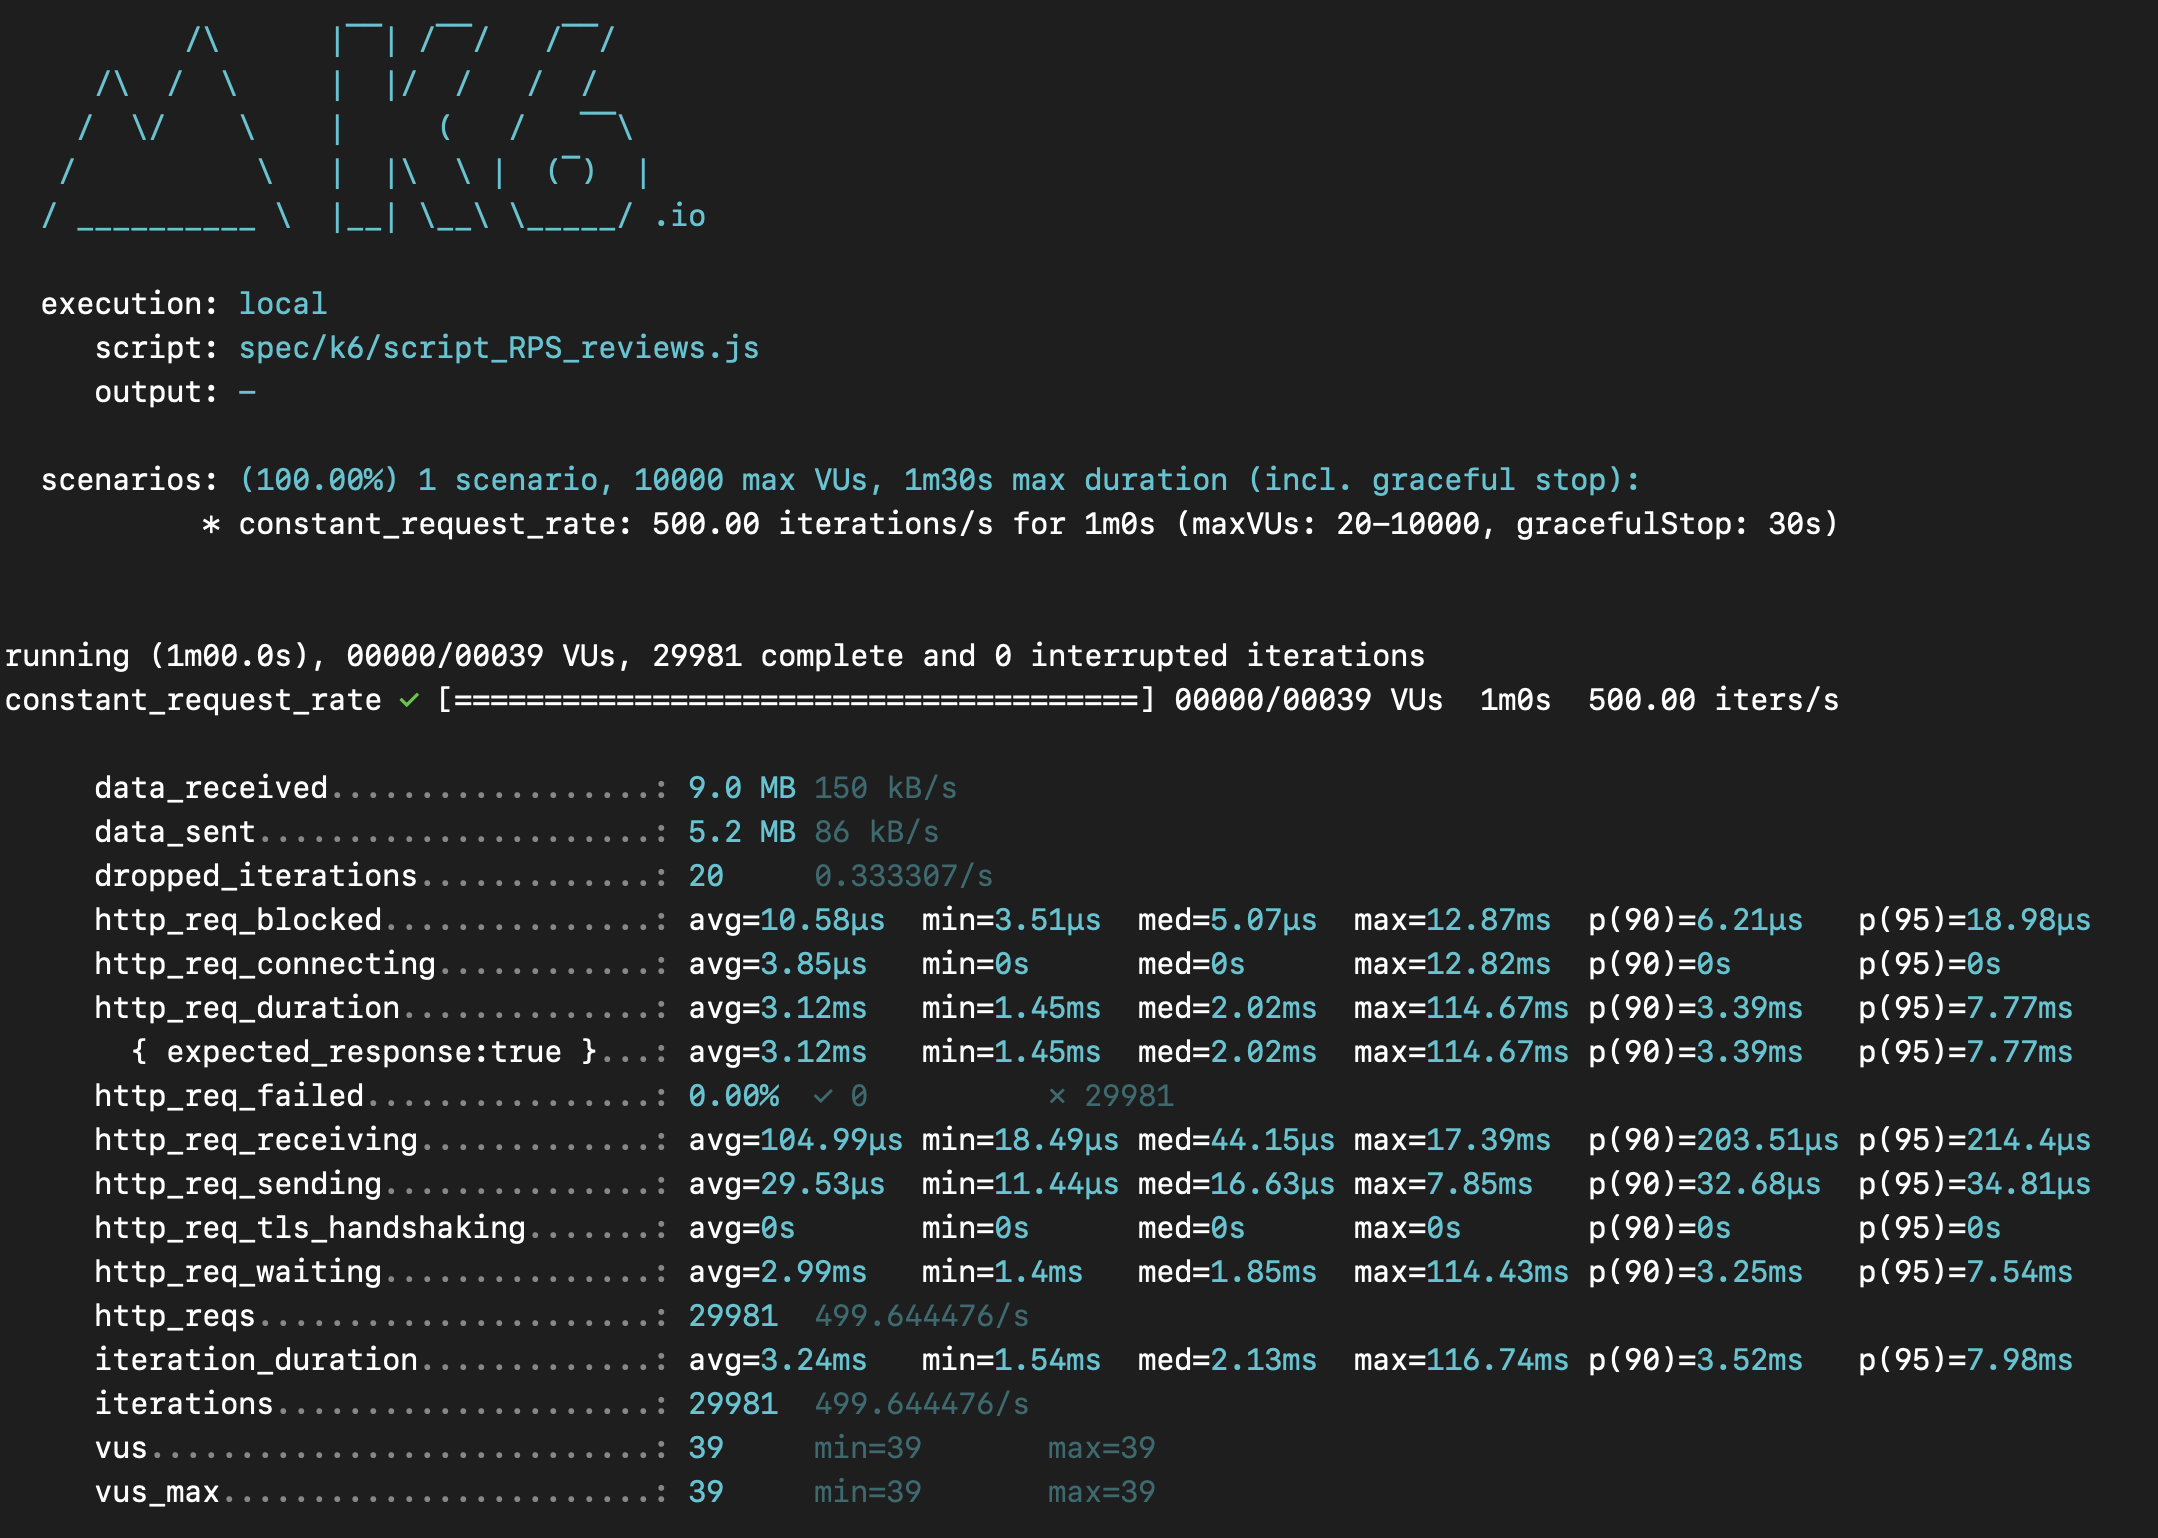 /\      |‾‾| /‾‾/   /‾‾/
     /\  /  \     |  |/  /   /  /
    /  \/    \    |     (   /   ‾‾\
   /          \   |  |\  \ |  (‾)  |
  / __________ \  |__| \__\ \_____/ .io
  execution: local
     script: spec/k6/script_RPS_reviews.js
     output: -
  scenarios: (100.00%) 1 scenario, 10000 max VUs, 1m30s max duration (incl. graceful stop):
           * constant_request_rate: 500.00 iterations/s for 1m0s (maxVUs: 20-10000, gracefulStop: 30s)
running (1m00.0s), 00000/00039 VUs, 29981 complete and 0 interrupted iterations
constant_request_rate ✓ [======================================] 00000/00039 VUs  1m0s  500.00 iters/s
     data_received..................: 9.0 MB 150 kB/s
     data_sent......................: 5.2 MB 86 kB/s
     dropped_iterations.............: 20     0.333307/s
     http_req_blocked...............: avg=10.58µs  min=3.51µs  med=5.07µs  max=12.87ms  p(90)=6.21µs   p(95)=18.98µs
     http_req_connecting............: avg=3.85µs   min=0s      med=0s      max=12.82ms  p(90)=0s       p(95)=0s
     http_req_duration..............: avg=3.12ms   min=1.45ms  med=2.02ms  max=114.67ms p(90)=3.39ms   p(95)=7.77ms
       { expected_response:true }...: avg=3.12ms   min=1.45ms  med=2.02ms  max=114.67ms p(90)=3.39ms   p(95)=7.77ms
     http_req_failed................: 0.00%  ✓ 0          ✗ 29981
     http_req_receiving.............: avg=104.99µs min=18.49µs med=44.15µs max=17.39ms  p(90)=203.51µs p(95)=214.4µs
     http_req_sending...............: avg=29.53µs  min=11.44µs med=16.63µs max=7.85ms   p(90)=32.68µs  p(95)=34.81µs
     http_req_tls_handshaking.......: avg=0s       min=0s      med=0s      max=0s       p(90)=0s       p(95)=0s
     http_req_waiting...............: avg=2.99ms   min=1.4ms   med=1.85ms  max=114.43ms p(90)=3.25ms   p(95)=7.54ms
     http_reqs......................: 29981  499.644476/s
     iteration_duration.............: avg=3.24ms   min=1.54ms  med=2.13ms  max=116.74ms p(90)=3.52ms   p(95)=7.98ms
     iterations.....................: 29981  499.644476/s
     vus............................: 39     min=39       max=39
     vus_max........................: 39     min=39       max=39